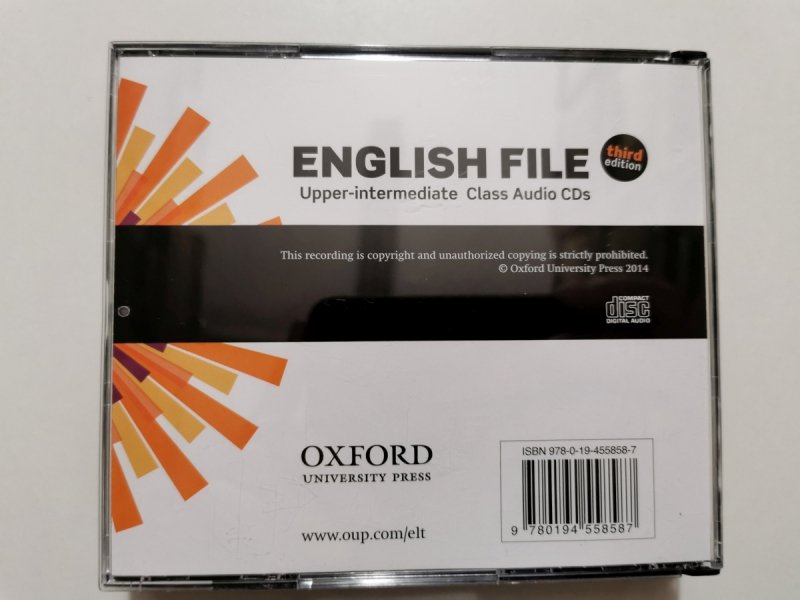 ENGLISH FILE
third
edition
Upper-intermediate Class Audio CDs
This recording is copyright and unauthorized copying is strictly prohibited.
© Oxford University Press 2014
COMPACT
disc
DIGITAL AUDIO
OXFORD
UNIVERSITY PRESS
www.oup.com/elt
ISBN 978-0-19-455858-7
9 780194 558587